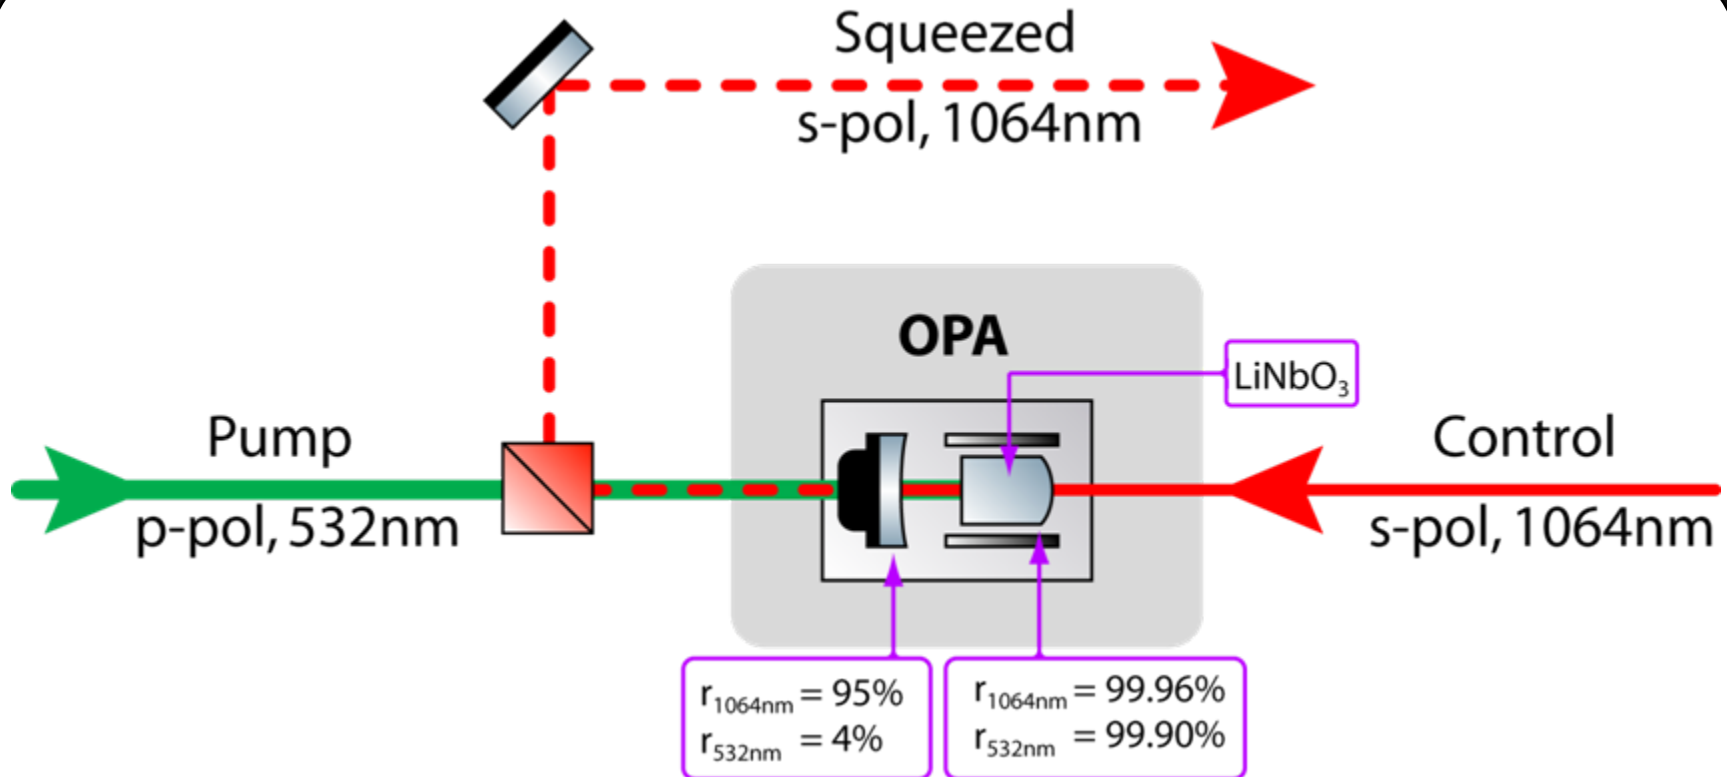 Squeezed
s-pol, 1064nm
OPA
LiNbO₃
Pump
p-pol, 532nm
Control
s-pol, 1064nm
r₁₀₆₄ₙₘ = 95%
r₅₃₂ₙₘ = 4%
r₁₀₆₄ₙₘ = 99.96%
r₅₃₂ₙₘ = 99.90%